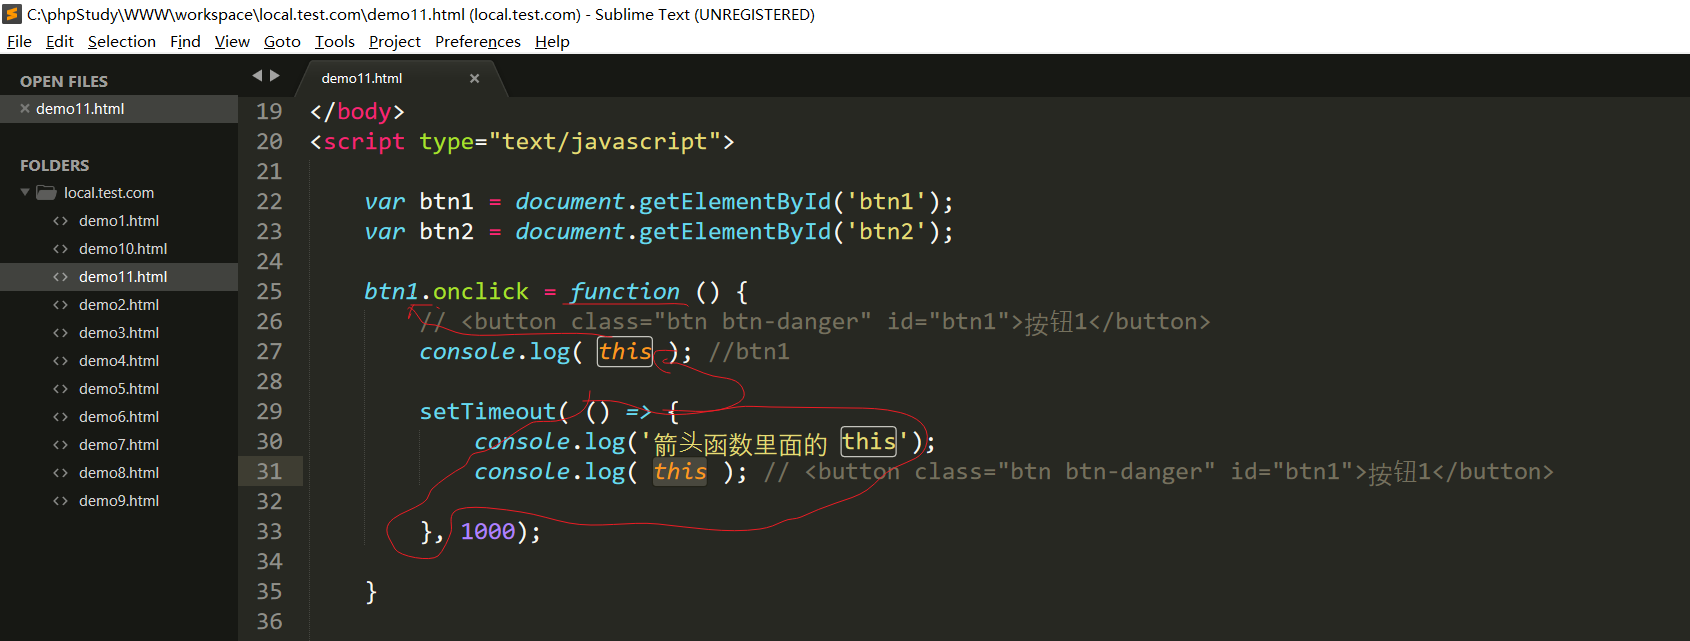 C:\phpStudy\WWW\workspace\local.test.com\demo11.html (local.test.com) - Sublime Text (UNREGISTERED)
File Edit Selection Find View Goto Tools Project Preferences Help
OPEN FILES
demo11.html
FOLDERS
local.test.com
demo1.html
demo10.html
demo11.html
demo2.html
demo3.html
demo4.html
demo5.html
demo6.html
demo7.html
demo8.html
demo9.html
demo11.html
19 </body>
20 <script type="text/javascript">
21
22 var btn1 = document.getElementById('btn1');
23 var btn2 = document.getElementById('btn2');
24
25 btn1.onclick = function () {
26 // <button class="btn btn-danger" id="btn1">按钮1</button>
27 console.log( this ); //btn1
28
29 setTimeout( () => {
30 console.log('箭头函数里面的 this');
31 console.log( this ); // <button class="btn btn-danger" id="btn1">按钮1</button>
32
33 }, 1000);
34
35 }
36